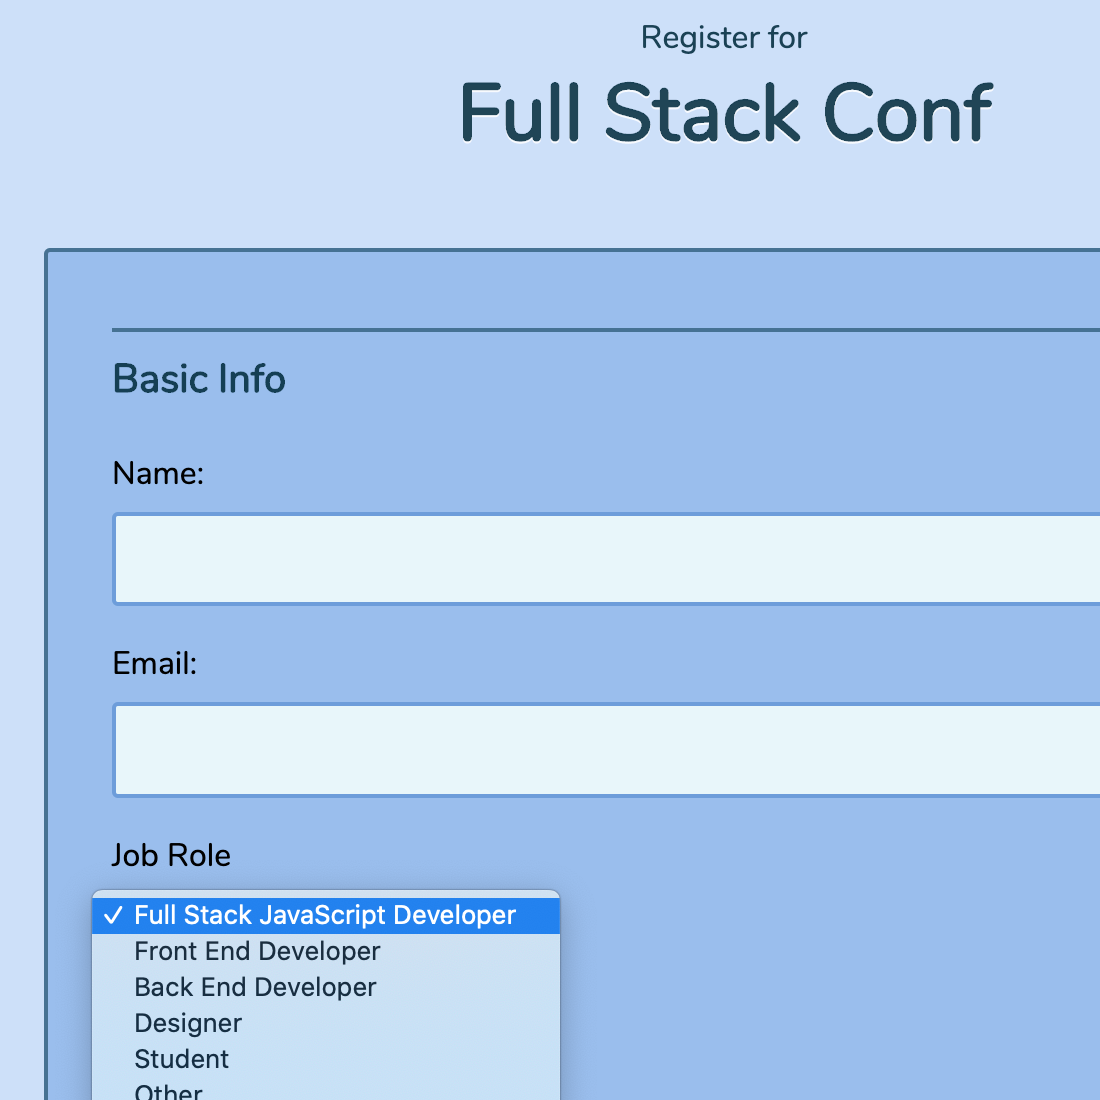 Register for
Full Stack Conf
Basic Info
Name:
Email:
Job Role
✓ Full Stack JavaScript Developer
Front End Developer
Back End Developer
Designer
Student
Other